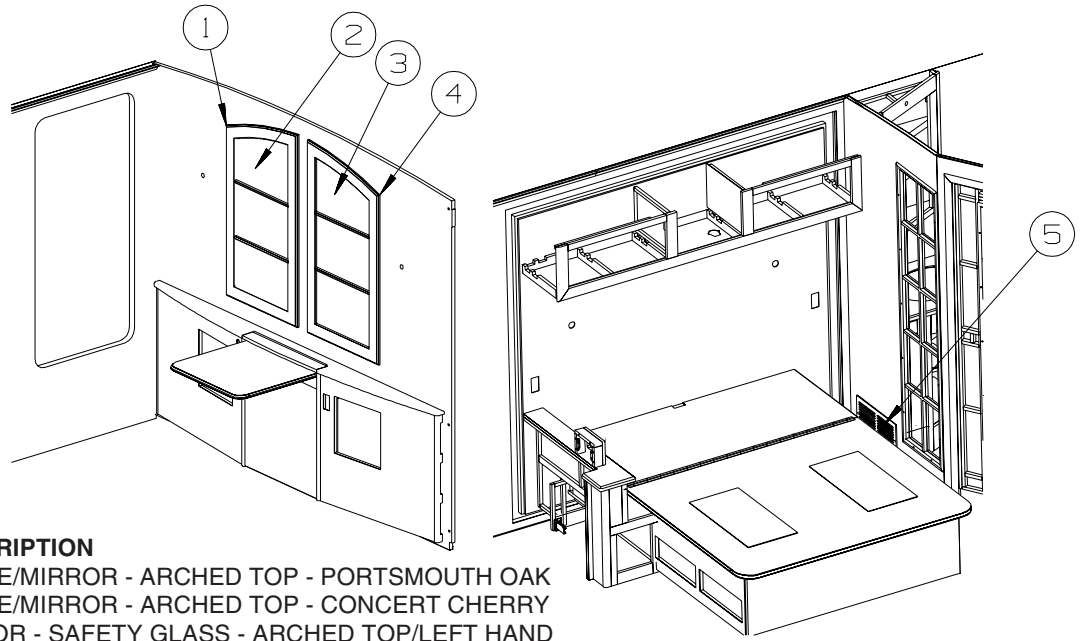 1
2
3
4
5
RIPTION
E/MIRROR - ARCHED TOP - PORTSMOUTH OAK
E/MIRROR - ARCHED TOP - CONCERT CHERRY
OR - SAFETY GLASS - ARCHED TOP/LEFT HAND